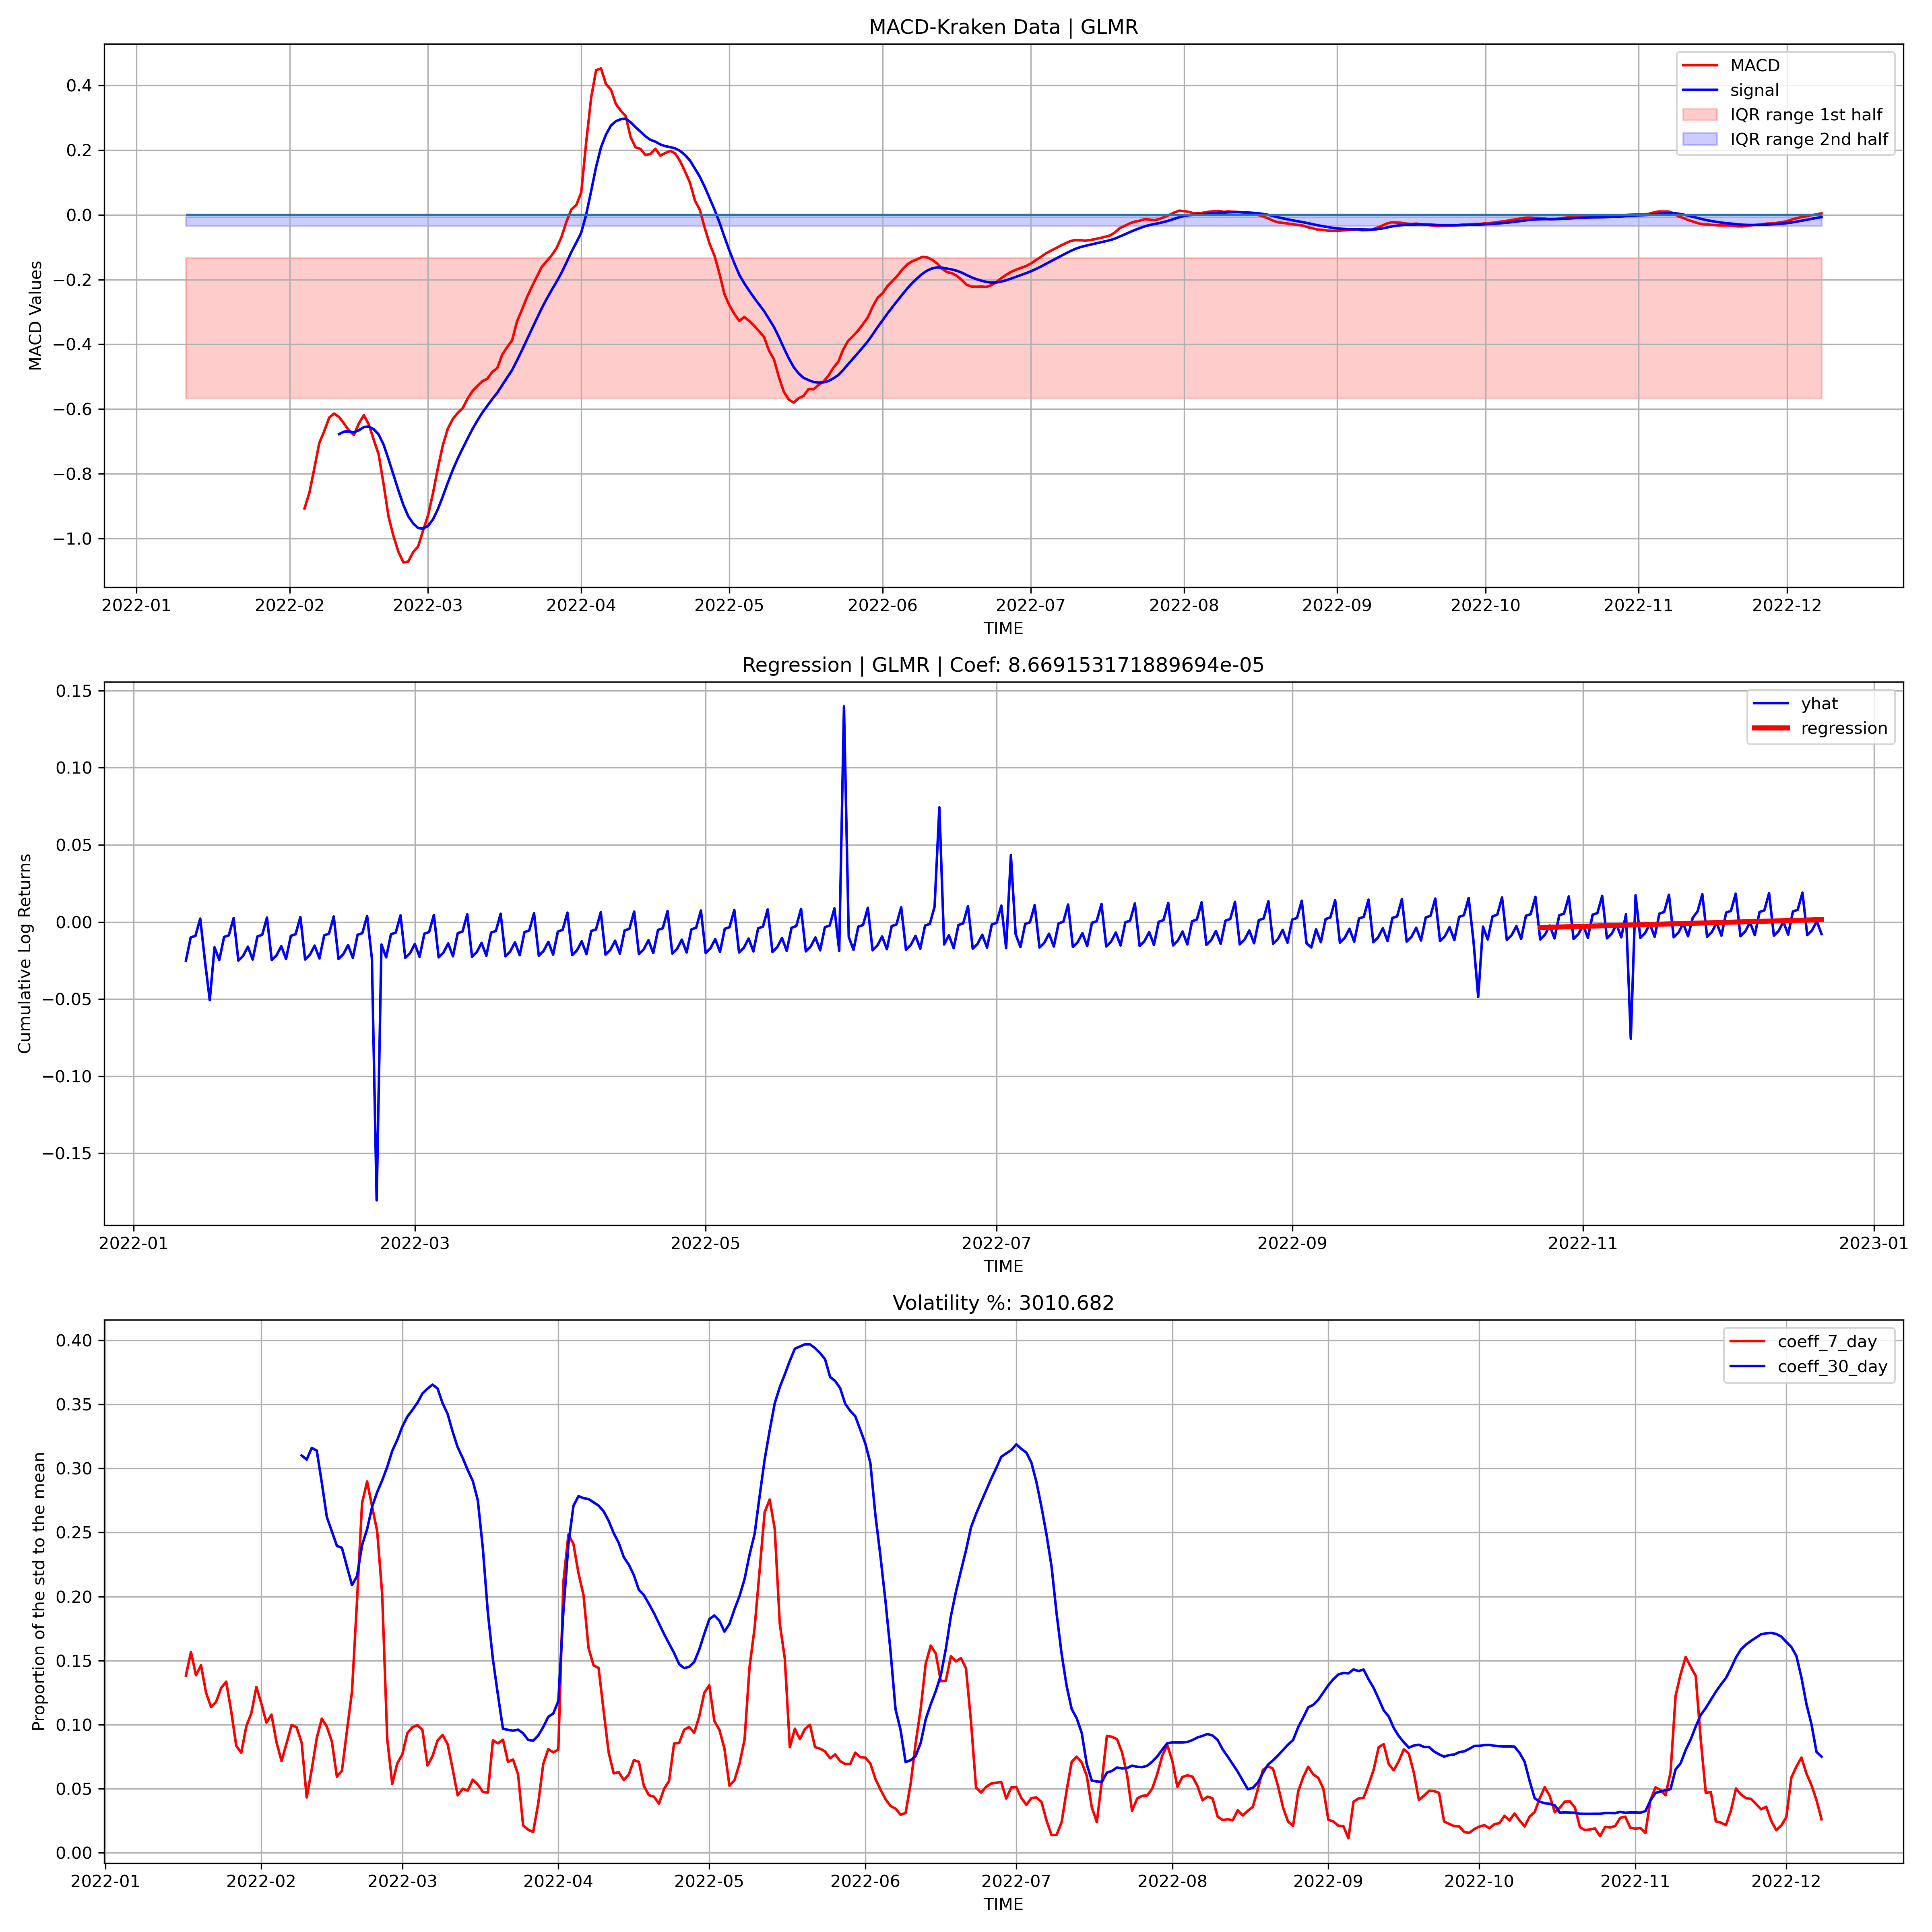 MACD-Kraken Data | GLMR
MACD
signal
IQR range 1st half
IQR range 2nd half
MACD Values
0.4
0.2
0.0
−0.2
−0.4
−0.6
−0.8
−1.0
2022-01 2022-02 2022-03 2022-04 2022-05 2022-06 2022-07 2022-08 2022-09 2022-10 2022-11 2022-12
TIME
Regression | GLMR | Coef: 8.669153171889694e-05
yhat
regression
Cumulative Log Returns
0.15
0.10
0.05
0.00
−0.05
−0.10
−0.15
2022-01 2022-03 2022-05 2022-07 2022-09 2022-11 2023-01
TIME
Volatility %: 3010.682
coeff_7_day
coeff_30_day
Proportion of the std to the mean
0.40
0.35
0.30
0.25
0.20
0.15
0.10
0.05
0.00
2022-01 2022-02 2022-03 2022-04 2022-05 2022-06 2022-07 2022-08 2022-09 2022-10 2022-11 2022-12
TIME